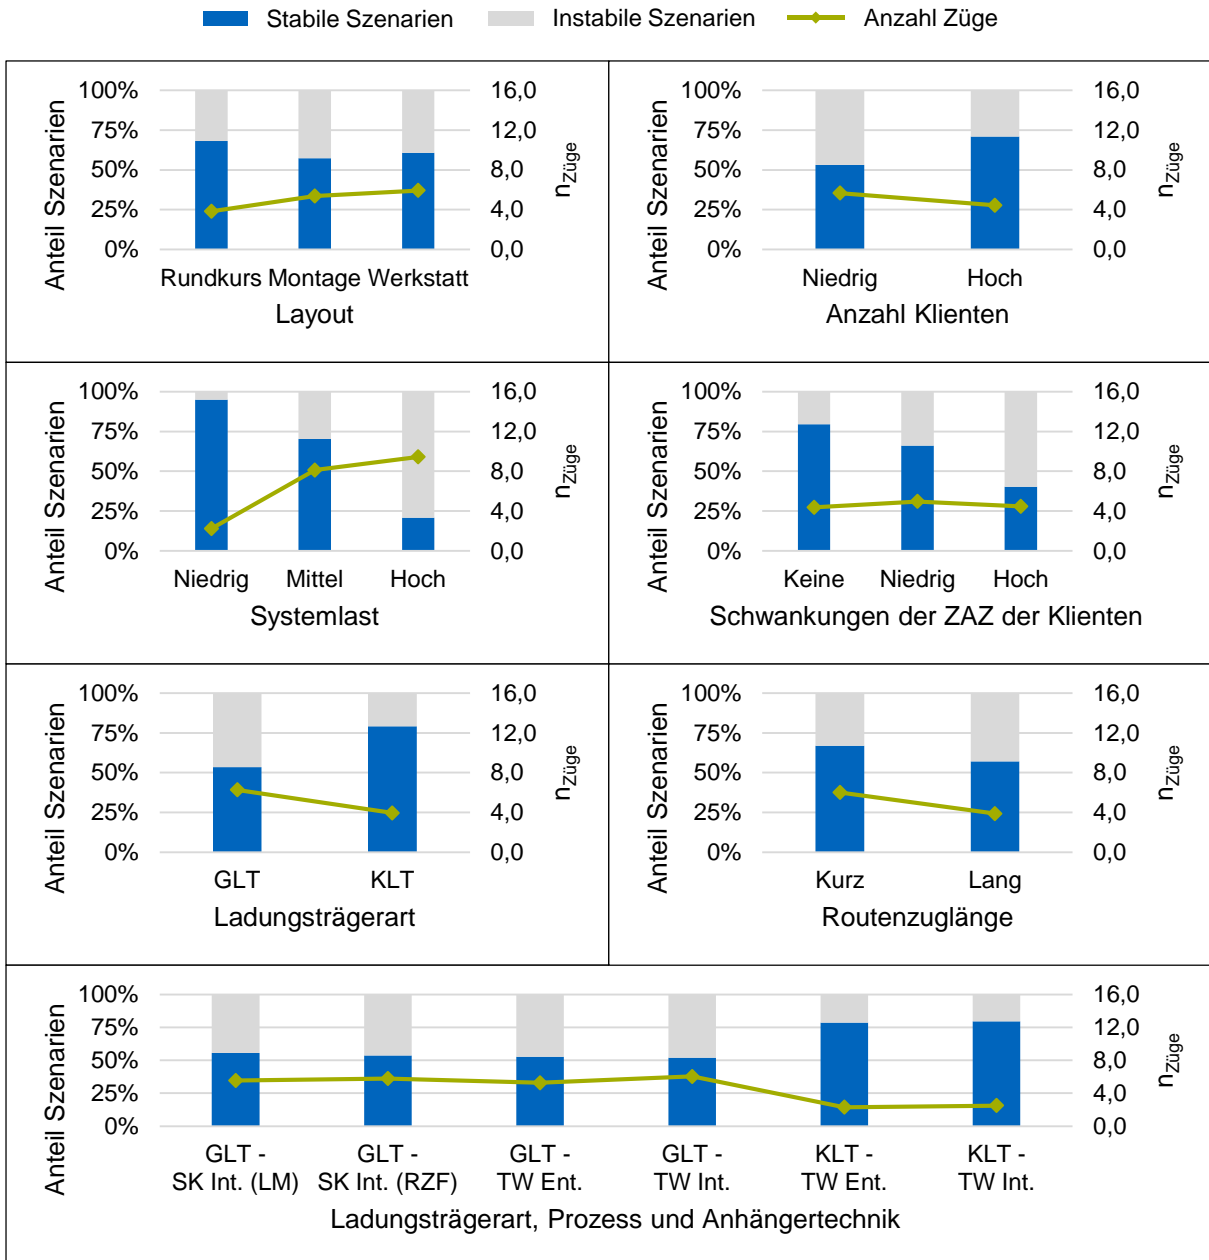 Stabile Szenarien Instabile Szenarien Anzahl Züge
Anteil Szenarien
100%
75%
50%
25%
0%
16,0
12,0
8,0
4,0
0,0
nZüge
Rundkurs Montage Werkstatt
Layout
Anteil Szenarien
100%
75%
50%
25%
0%
16,0
12,0
8,0
4,0
0,0
nZüge
Niedrig Hoch
Anzahl Klienten
Anteil Szenarien
100%
75%
50%
25%
0%
16,0
12,0
8,0
4,0
0,0
nZüge
Niedrig Mittel Hoch
Systemlast
Anteil Szenarien
100%
75%
50%
25%
0%
16,0
12,0
8,0
4,0
0,0
nZüge
Keine Niedrig Hoch
Schwankungen der ZAZ der Klienten
Anteil Szenarien
100%
75%
50%
25%
0%
16,0
12,0
8,0
4,0
0,0
nZüge
GLT KLT
Ladungsträgerart
Anteil Szenarien
100%
75%
50%
25%
0%
16,0
12,0
8,0
4,0
0,0
nZüge
Kurz Lang
Routenzuglänge
Anteil Szenarien
100%
75%
50%
25%
0%
16,0
12,0
8,0
4,0
0,0
nZüge
GLT - GLT - GLT - GLT - KLT - KLT -
SK Int. (LM) SK Int. (RZF) TW Ent. TW Int. TW Ent. TW Int.
Ladungsträgerart, Prozess und Anhängertechnik